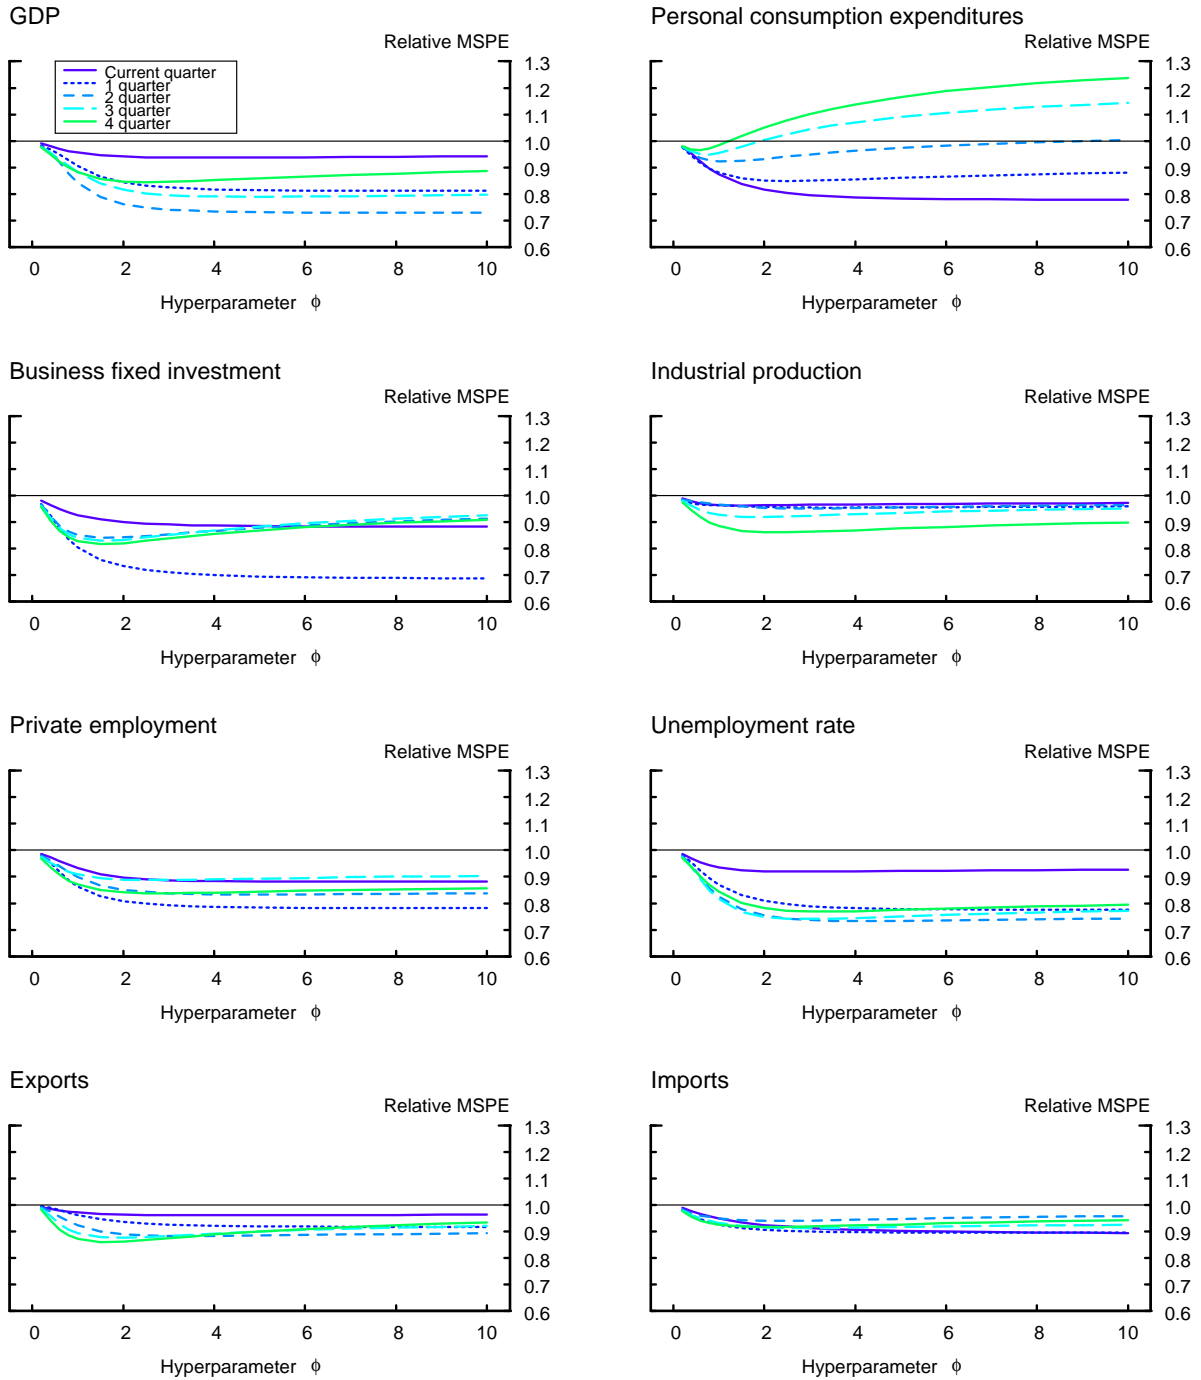 GDP
Relative MSPE
Current quarter
1 quarter
2 quarter
3 quarter
4 quarter
1.3
1.2
1.1
1.0
0.9
0.8
0.7
0.6
0 2 4 6 8 10
Hyperparameter ϕ
Personal consumption expenditures
Relative MSPE
1.3
1.2
1.1
1.0
0.9
0.8
0.7
0.6
0 2 4 6 8 10
Hyperparameter ϕ
Business fixed investment
Relative MSPE
1.3
1.2
1.1
1.0
0.9
0.8
0.7
0.6
0 2 4 6 8 10
Hyperparameter ϕ
Industrial production
Relative MSPE
1.3
1.2
1.1
1.0
0.9
0.8
0.7
0.6
0 2 4 6 8 10
Hyperparameter ϕ
Private employment
Relative MSPE
1.3
1.2
1.1
1.0
0.9
0.8
0.7
0.6
0 2 4 6 8 10
Hyperparameter ϕ
Unemployment rate
Relative MSPE
1.3
1.2
1.1
1.0
0.9
0.8
0.7
0.6
0 2 4 6 8 10
Hyperparameter ϕ
Exports
Relative MSPE
1.3
1.2
1.1
1.0
0.9
0.8
0.7
0.6
0 2 4 6 8 10
Hyperparameter ϕ
Imports
Relative MSPE
1.3
1.2
1.1
1.0
0.9
0.8
0.7
0.6
0 2 4 6 8 10
Hyperparameter ϕ